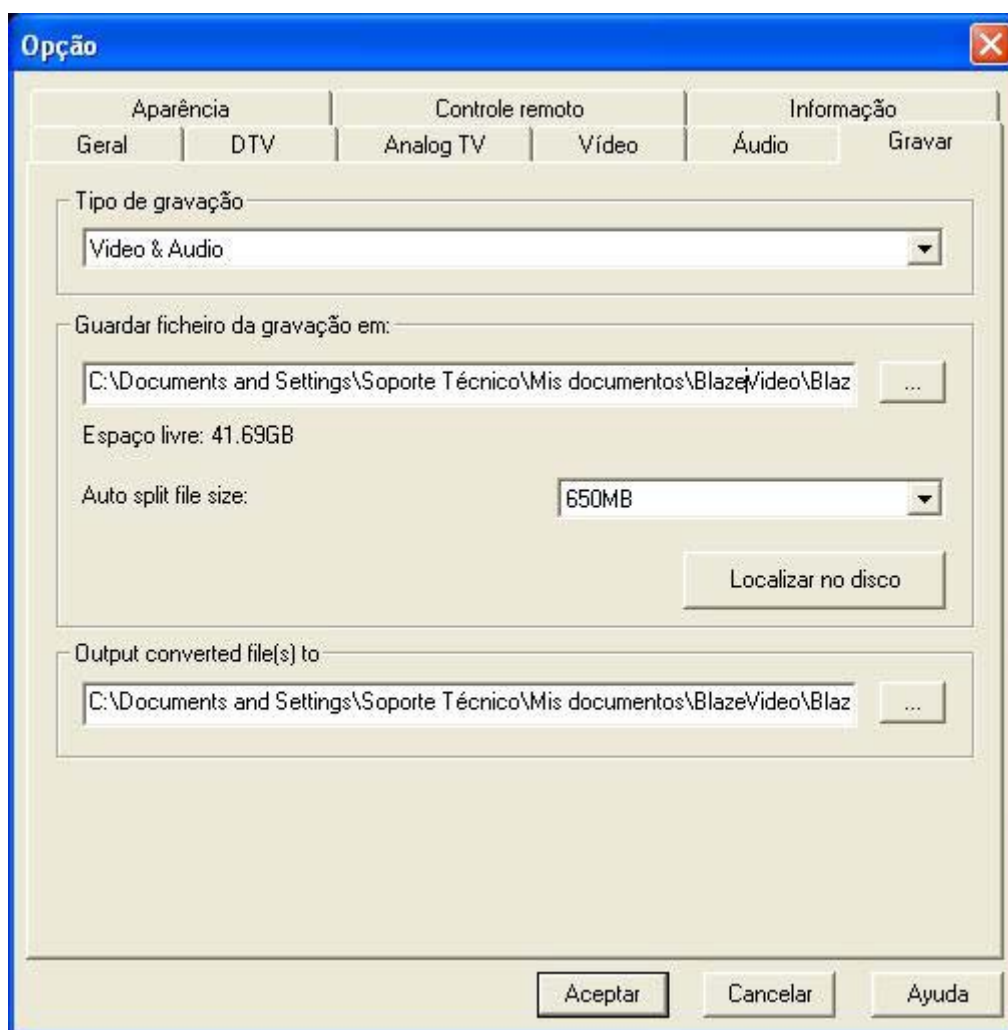 Opção
Aparência Controle remoto Informação
Geral DTV Analog TV Vídeo Áudio Gravar
Tipo de gravação
Video & Audio
Guardar ficheiro da gravação em:
C:\Documents and Settings\Soporte Técnico\Mis documentos\BlazeVideo\Blaz ...
Espaço livre: 41.69GB
Auto split file size: 650MB
Localizar no disco
Output converted file(s) to
C:\Documents and Settings\Soporte Técnico\Mis documentos\BlazeVideo\Blaz ...
Aceptar Cancelar Ayuda